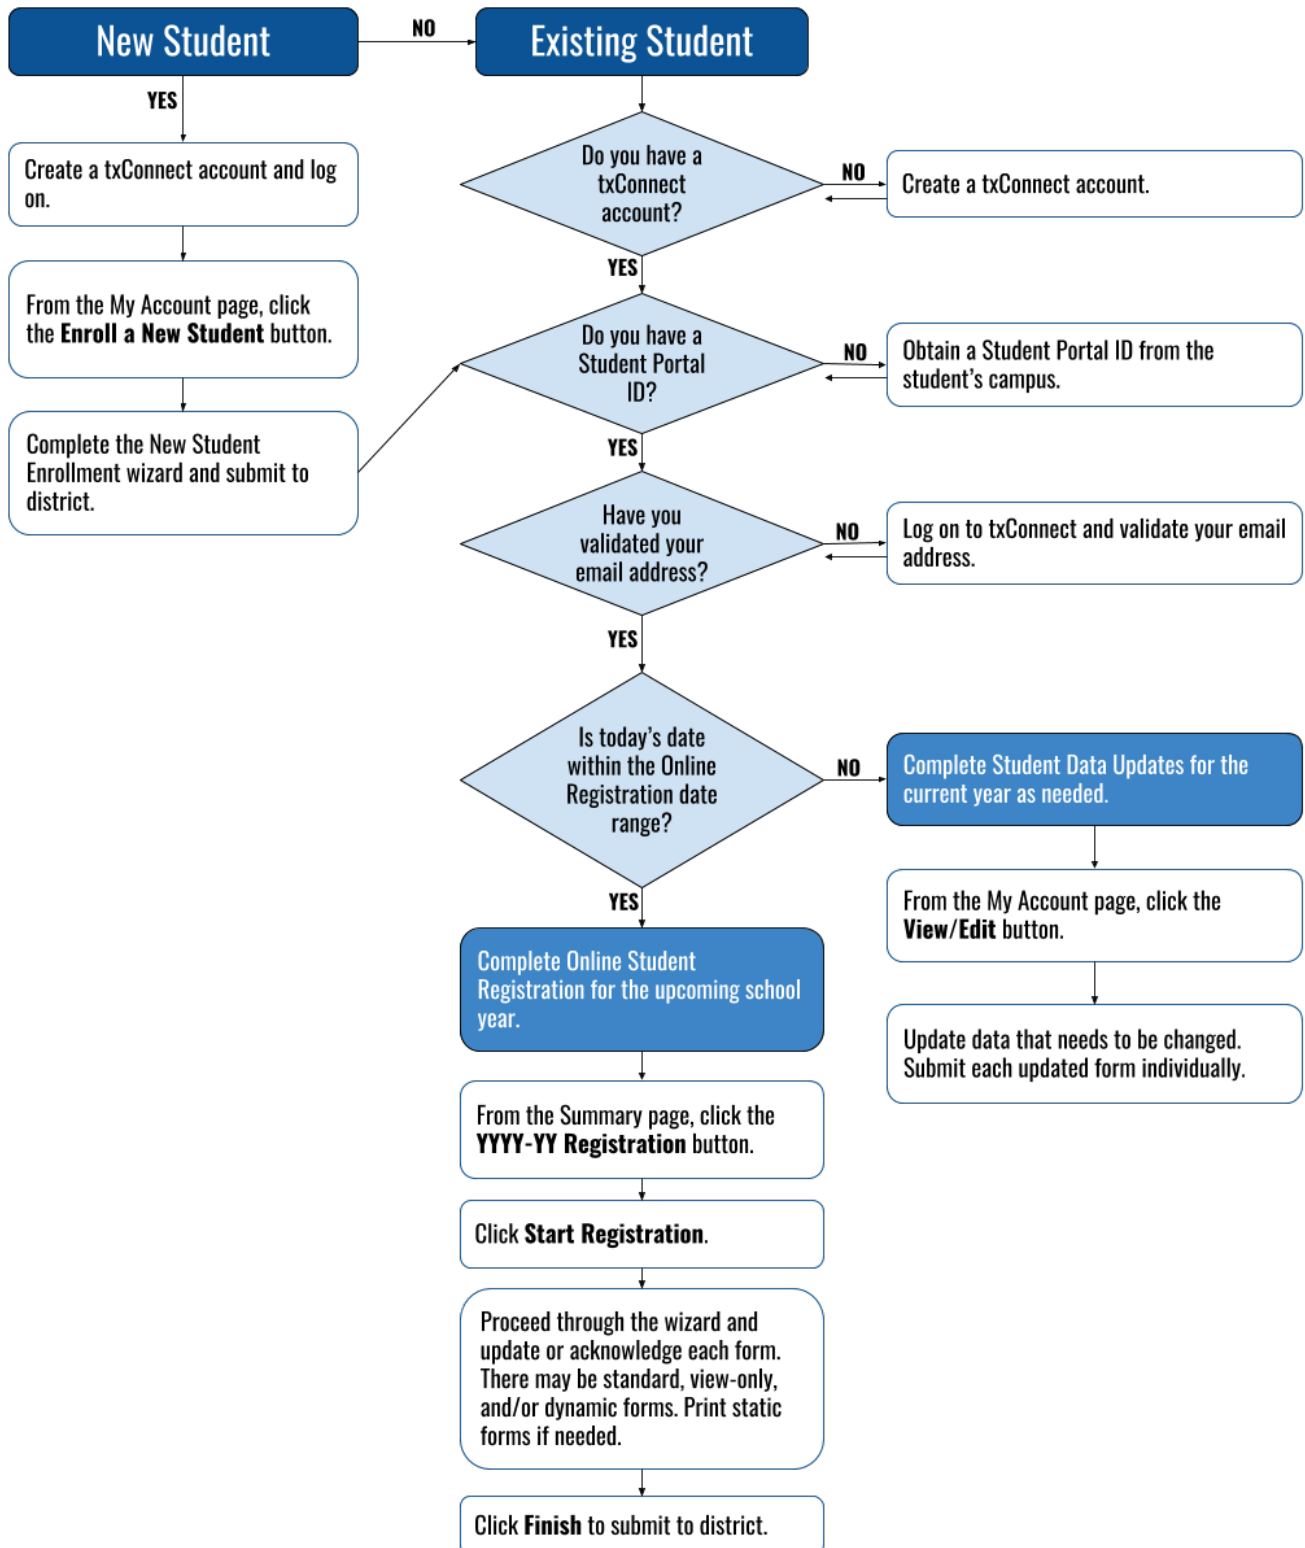 New Student
NO
Existing Student
YES
Create a txConnect account and log
on.
From the My Account page, click
the Enroll a New Student button.
Complete the New Student
Enrollment wizard and submit to
district.
Do you have a
txConnect
account?
NO
Create a txConnect account.
YES
Do you have a
Student Portal
ID?
NO
Obtain a Student Portal ID from the
student’s campus.
YES
Have you
validated your
email address?
NO
Log on to txConnect and validate your email
address.
YES
Is today’s date
within the Online
Registration date
range?
NO
Complete Student Data Updates for the
current year as needed.
From the My Account page, click the
View/Edit button.
Update data that needs to be changed.
Submit each updated form individually.
YES
Complete Online Student
Registration for the upcoming school
year.
From the Summary page, click the
YYYY-YY Registration button.
Click Start Registration.
Proceed through the wizard and
update or acknowledge each form.
There may be standard, view-only,
and/or dynamic forms. Print static
forms if needed.
Click Finish to submit to district.